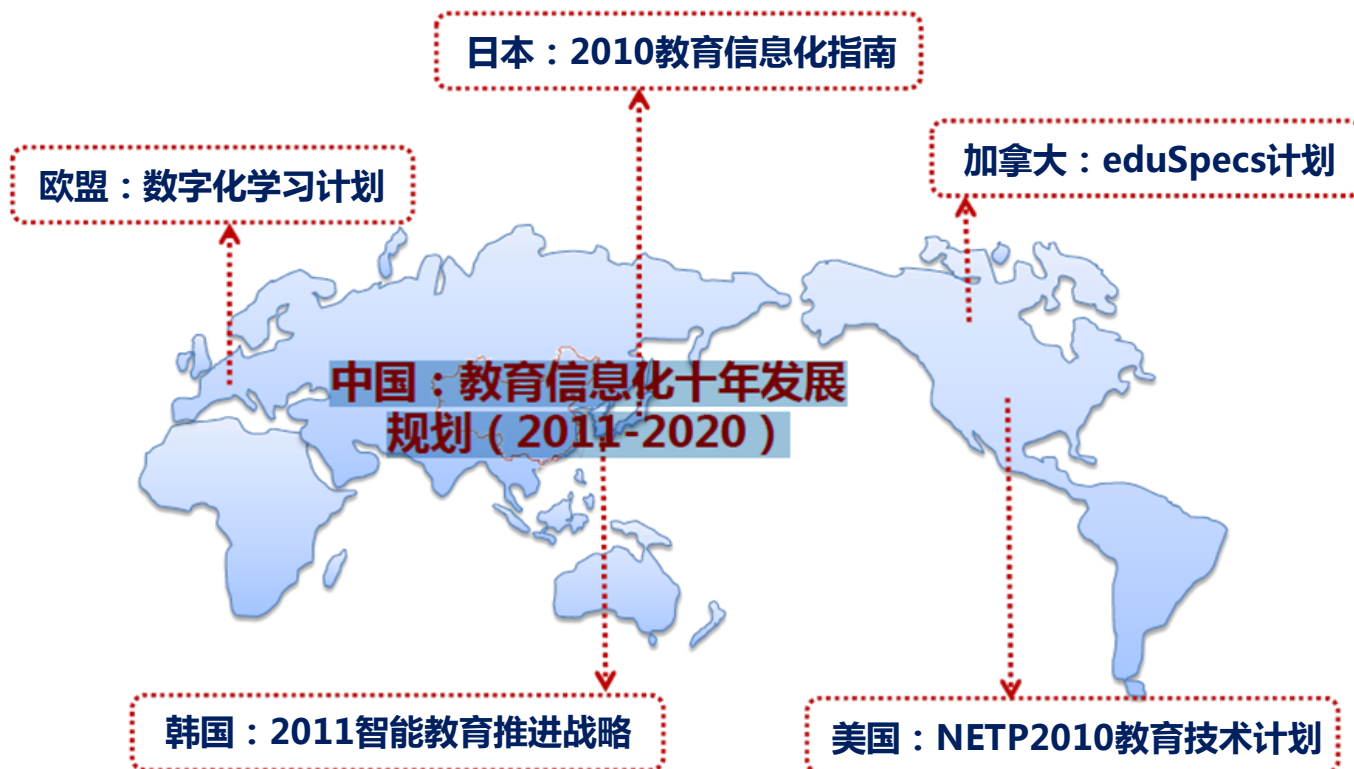 日本：2010教育信息化指南
加拿大：eduSpecs计划
欧盟：数字化学习计划
中国：教育信息化十年发展
规划（2011-2020）
韩国：2011智能教育推进战略
美国：NETP2010教育技术计划